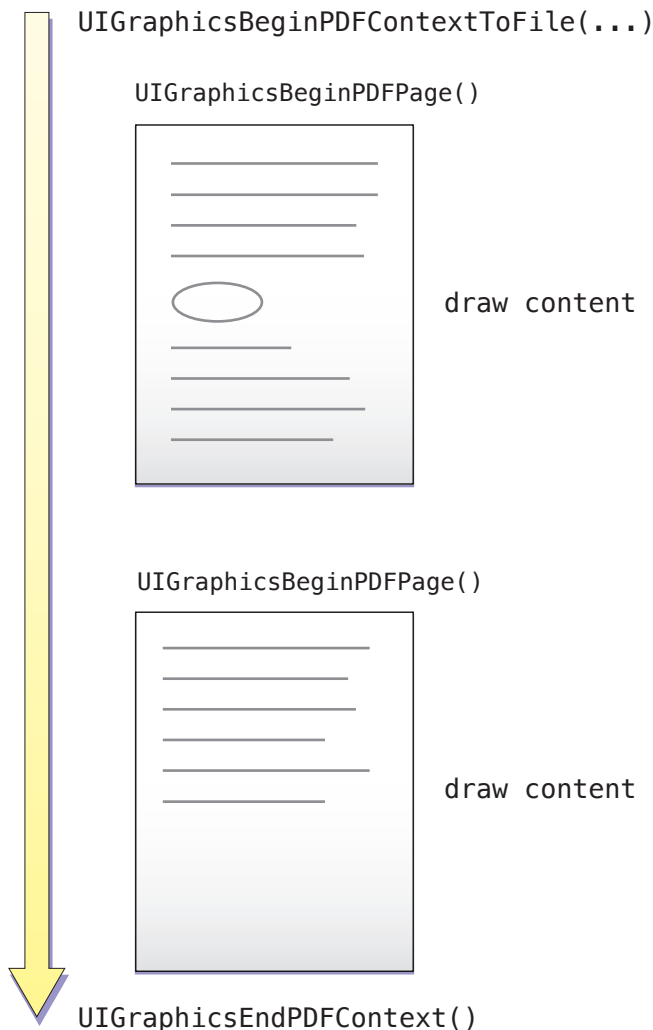 UIGraphicsBeginPDFContextToFile(...)
UIGraphicsBeginPDFPage()
draw content
UIGraphicsBeginPDFPage()
draw content
UIGraphicsEndPDFContext()